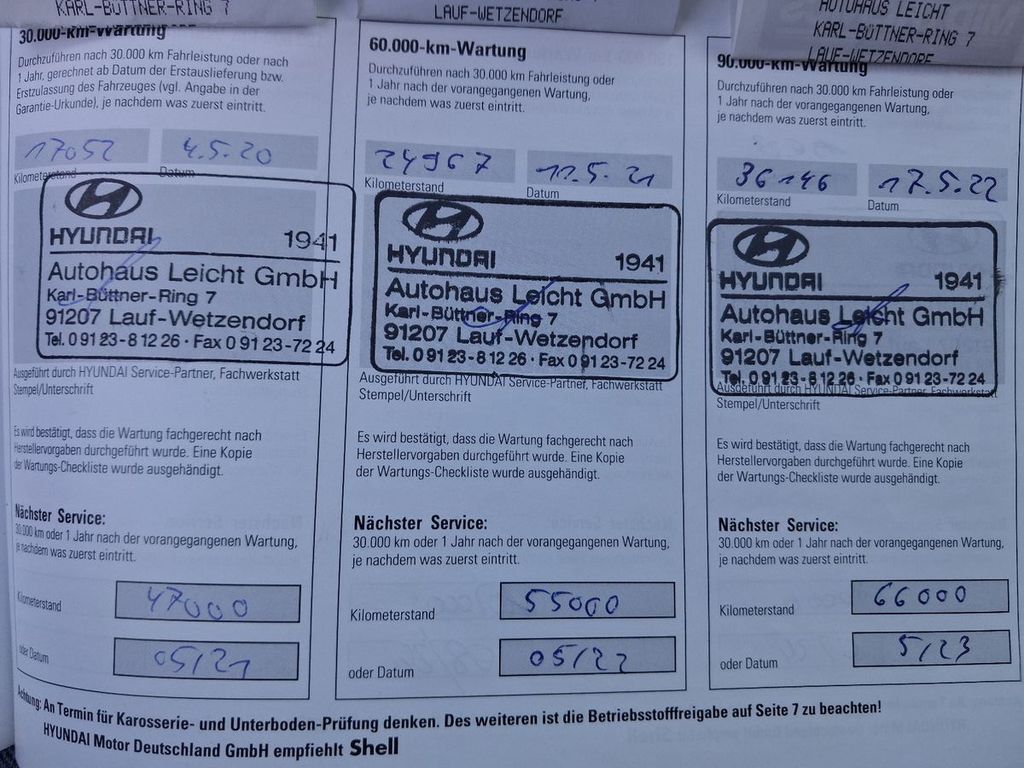 KARL-BÜTTNER-RING 7
30.000-km-Wartung
Durchzuführen nach 30.000 km Fahrleistung oder nach
1 Jahr, gerechnet ab Datum der Erstauslieferung bzw.
Erstzulassung des Fahrzeuges (vgl. Angabe in der
Garantie-Urkunde), je nachdem was zuerst eintritt.
17052 4.5.20
Kilometerstand Datum
HYUNDAI 1941
Autohaus Leicht GmbH
Karl-Büttner-Ring 7
91207 Lauf-Wetzendorf
Tel. 0 91 23-8 12 26 · Fax 0 91 23-72 24
Ausgeführt durch HYUNDAI Service-Partner, Fachwerkstatt
Stempel/Unterschrift
Es wird bestätigt, dass die Wartung fachgerecht nach
Herstellervorgaben durchgeführt wurde. Eine Kopie
der Wartungs-Checkliste wurde ausgehändigt.
Nächster Service:
30.000 km oder 1 Jahr nach der vorangegangenen Wartung,
je nachdem was zuerst eintritt.
Kilometerstand 47000
oder Datum 05/21
LAUF-WETZENDORF
60.000-km-Wartung
Durchzuführen nach 30.000 km Fahrleistung oder
1 Jahr nach der vorangegangenen Wartung,
je nachdem was zuerst eintritt.
24967 11.5.21
Kilometerstand Datum
HYUNDAI 1941
Autohaus Leicht GmbH
Karl-Büttner-Ring 7
91207 Lauf-Wetzendorf
Tel. 0 91 23-8 12 26 · Fax 0 91 23-72 24
Ausgeführt durch HYUNDAI Service-Partner, Fachwerkstatt
Stempel/Unterschrift
Es wird bestätigt, dass die Wartung fachgerecht nach
Herstellervorgaben durchgeführt wurde. Eine Kopie
der Wartungs-Checkliste wurde ausgehändigt.
Nächster Service:
30.000 km oder 1 Jahr nach der vorangegangenen Wartung,
je nachdem was zuerst eintritt.
Kilometerstand 55000
oder Datum 05/22
AUTOHAUS LEICHT
KARL-BÜTTNER-RING 7
LAUF-WETZENDORF
90.000-km-Wartung
Durchzuführen nach 30.000 km Fahrleistung oder
1 Jahr nach der vorangegangenen Wartung,
je nachdem was zuerst eintritt.
36146 17.5.22
Kilometerstand Datum
HYUNDAI 1941
Autohaus Leicht GmbH
Karl-Büttner-Ring 7
91207 Lauf-Wetzendorf
Tel. 0 91 23-8 12 26 · Fax 0 91 23-72 24
Ausgeführt durch HYUNDAI Service-Partner, Fachwerkstatt
Stempel/Unterschrift
Es wird bestätigt, dass die Wartung fachgerecht nach
Herstellervorgaben durchgeführt wurde. Eine Kopie
der Wartungs-Checkliste wurde ausgehändigt.
Nächster Service:
30.000 km oder 1 Jahr nach der vorangegangenen Wartung,
je nachdem was zuerst eintritt.
Kilometerstand 66000
oder Datum 5/23
Achtung: An Termin für Karosserie- und Unterboden-Prüfung denken. Des weiteren ist die Betriebsstofffreigabe auf Seite 7 zu beachten!
HYUNDAI Motor Deutschland GmbH empfiehlt Shell